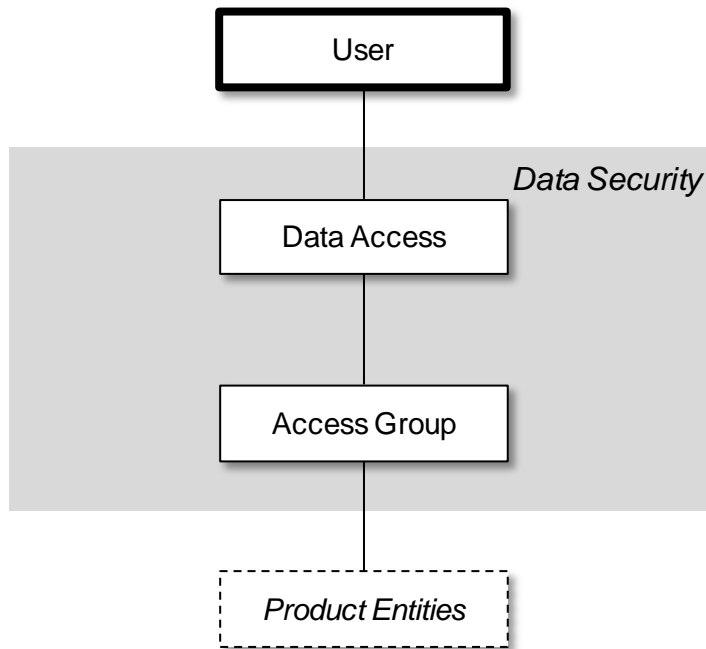 User
Data Security
Data Access
Access Group
Product Entities